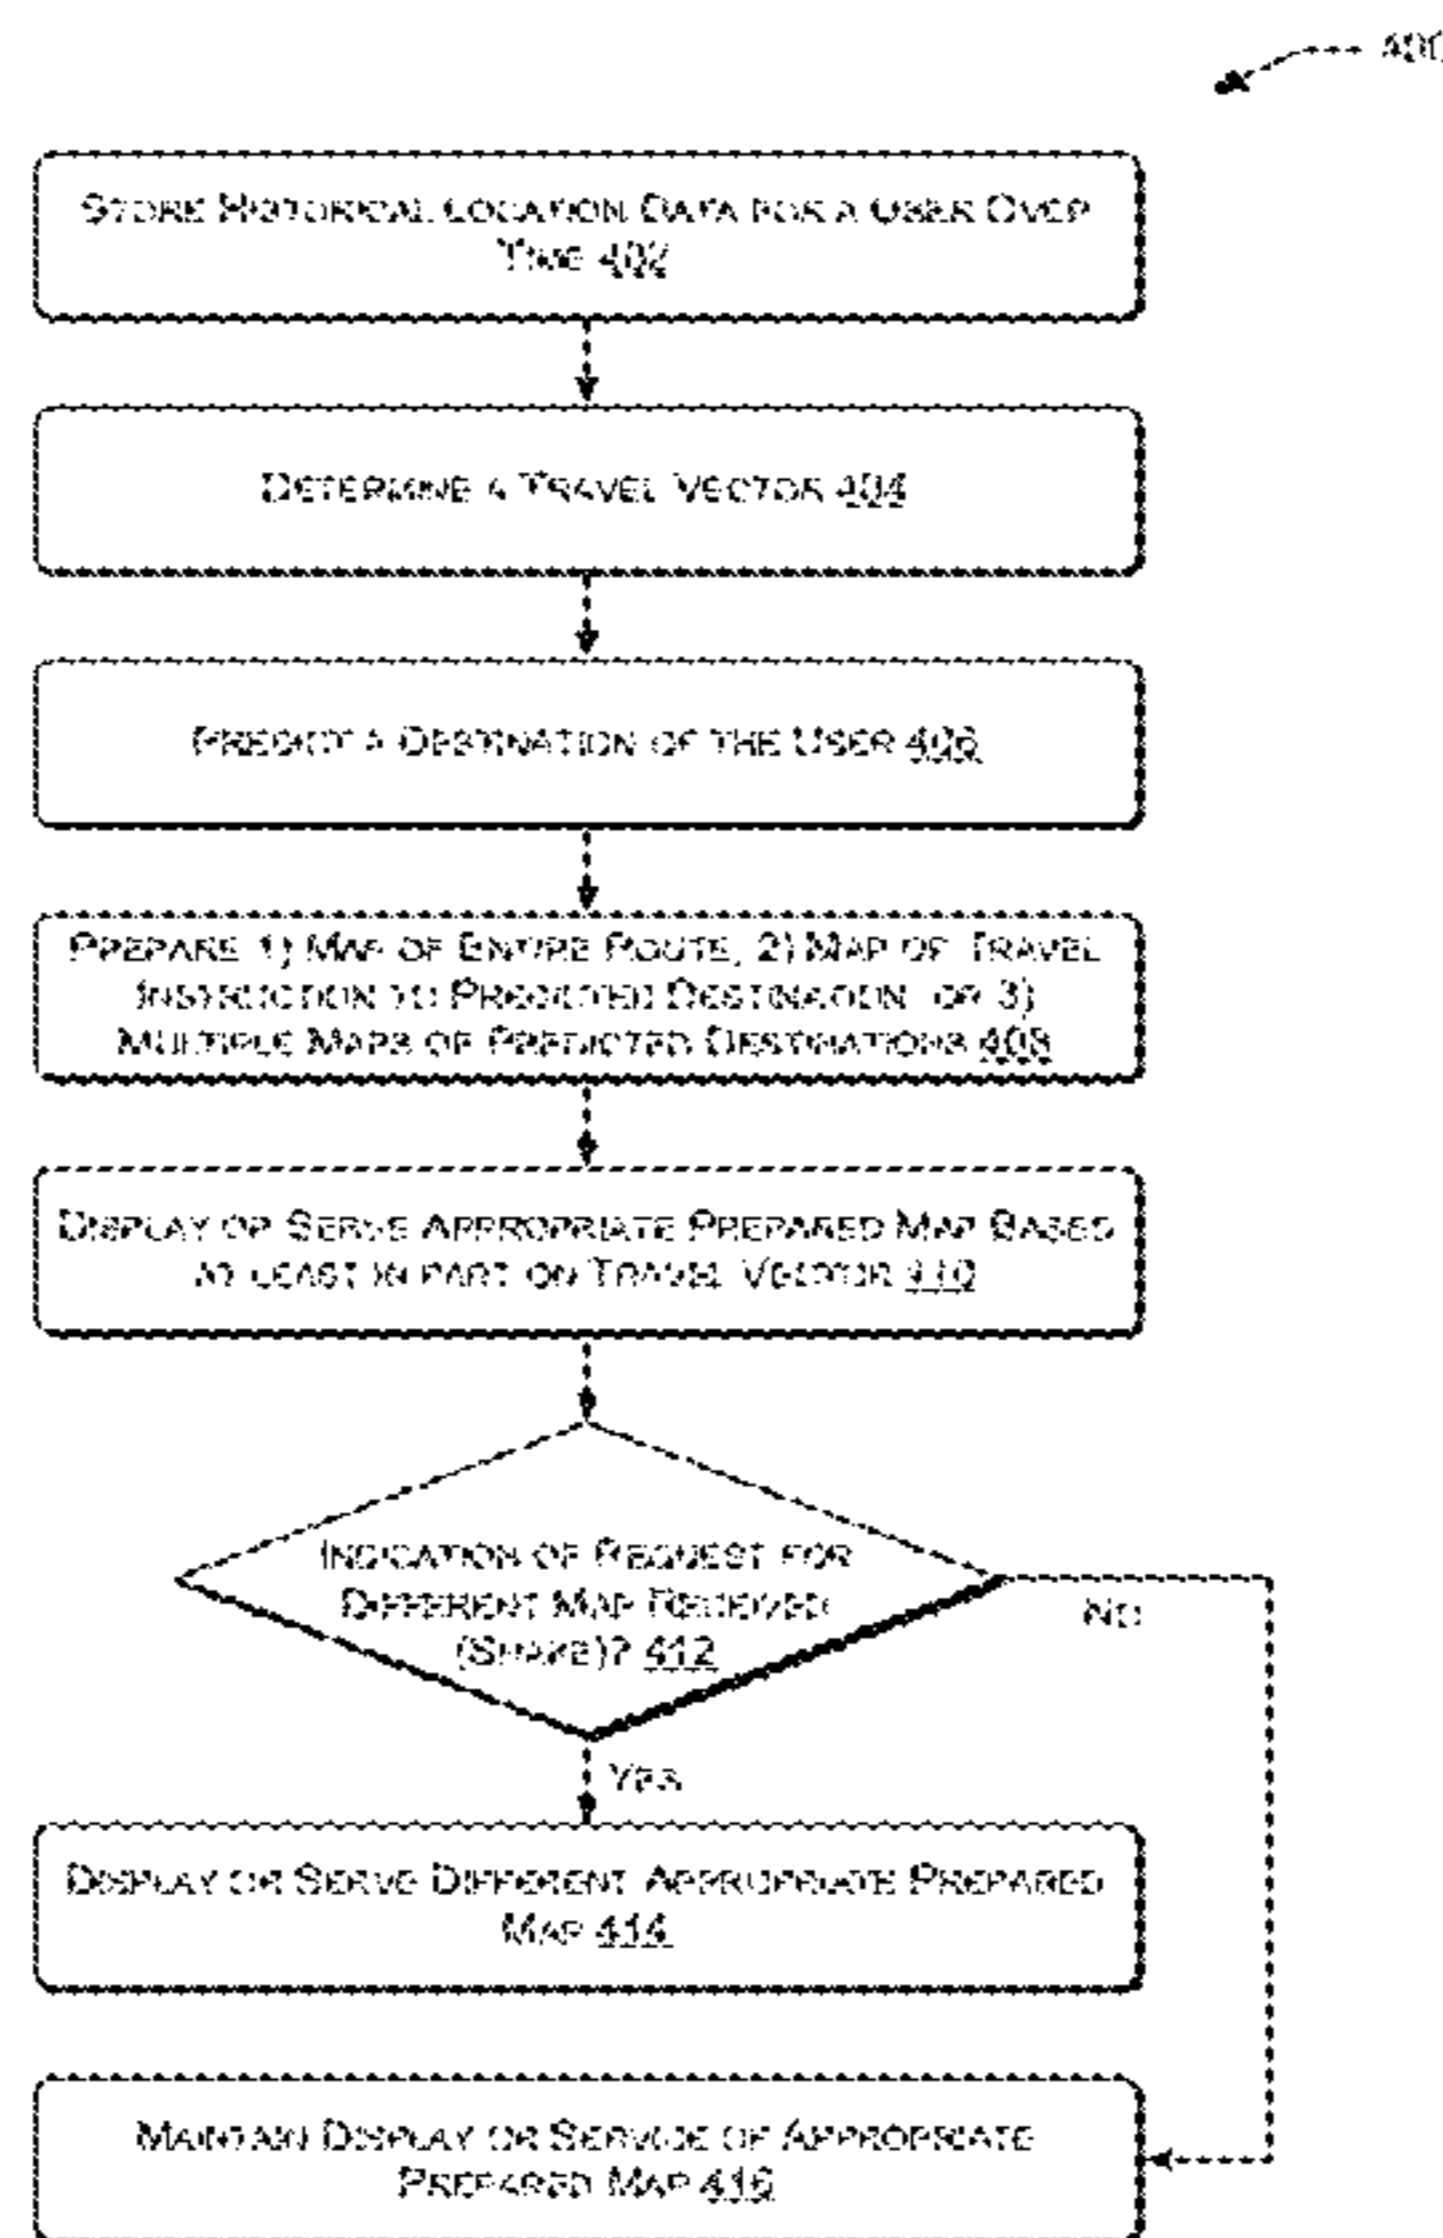 400
STORE HISTORICAL LOCATION DATA FOR A USER OVER
TIME 402
DETERMINE A TRAVEL VECTOR 404
PREDICT A DESTINATION OF THE USER 406
PREPARE 1) MAP OF ENTIRE ROUTE, 2) MAP OF TRAVEL
INSTRUCTION TO PREDICTED DESTINATION, OR 3)
MULTIPLE MAPS OF PREDICTED DESTINATIONS 408
DISPLAY OR SERVE APPROPRIATE PREPARED MAP BASED
AT LEAST IN PART ON TRAVEL VECTOR 410
INDICATION OF REQUEST FOR
DIFFERENT MAP RECEIVED
(SHAKE)? 412
NO
YES
DISPLAY OR SERVE DIFFERENT APPROPRIATE PREPARED
MAP 414
MAINTAIN DISPLAY OR SERVICE OF APPROPRIATE
PREPARED MAP 416